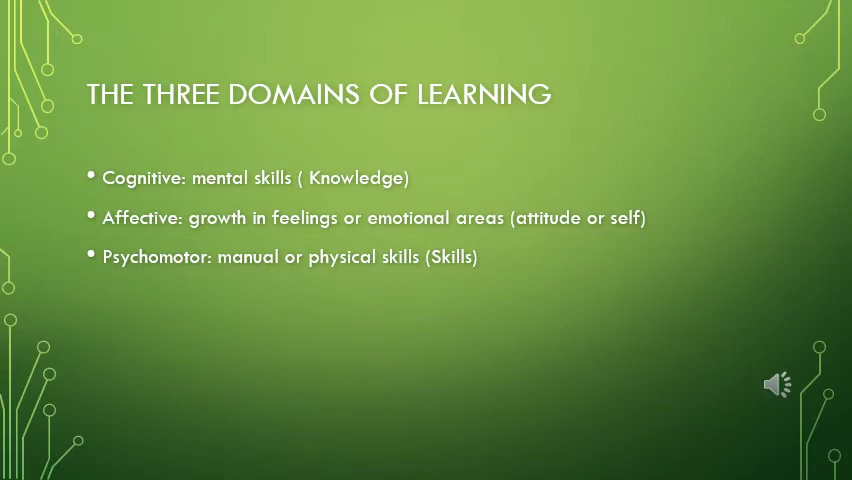 THE THREE DOMAINS OF LEARNING
• Cognitive: mental skills ( Knowledge)
• Affective: growth in feelings or emotional areas (attitude or self)
• Psychomotor: manual or physical skills (Skills)